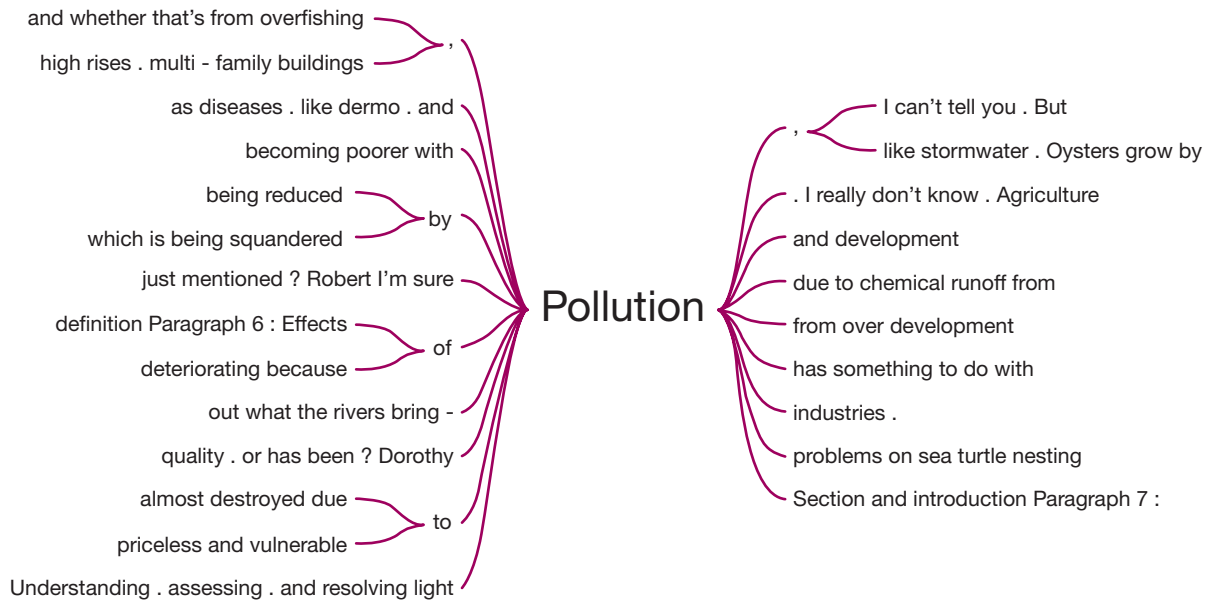 and whether that’s from overfishing
high rises . multi - family buildings
,
as diseases . like dermo . and
becoming poorer with
being reduced
which is being squandered
by
just mentioned ? Robert I’m sure
definition Paragraph 6 : Effects
deteriorating because
of
out what the rivers bring -
quality . or has been ? Dorothy
almost destroyed due
priceless and vulnerable
to
Understanding . assessing . and resolving light
Pollution
,
I can’t tell you . But
like stormwater . Oysters grow by
. I really don’t know . Agriculture
and development
due to chemical runoff from
from over development
has something to do with
industries .
problems on sea turtle nesting
Section and introduction Paragraph 7 :